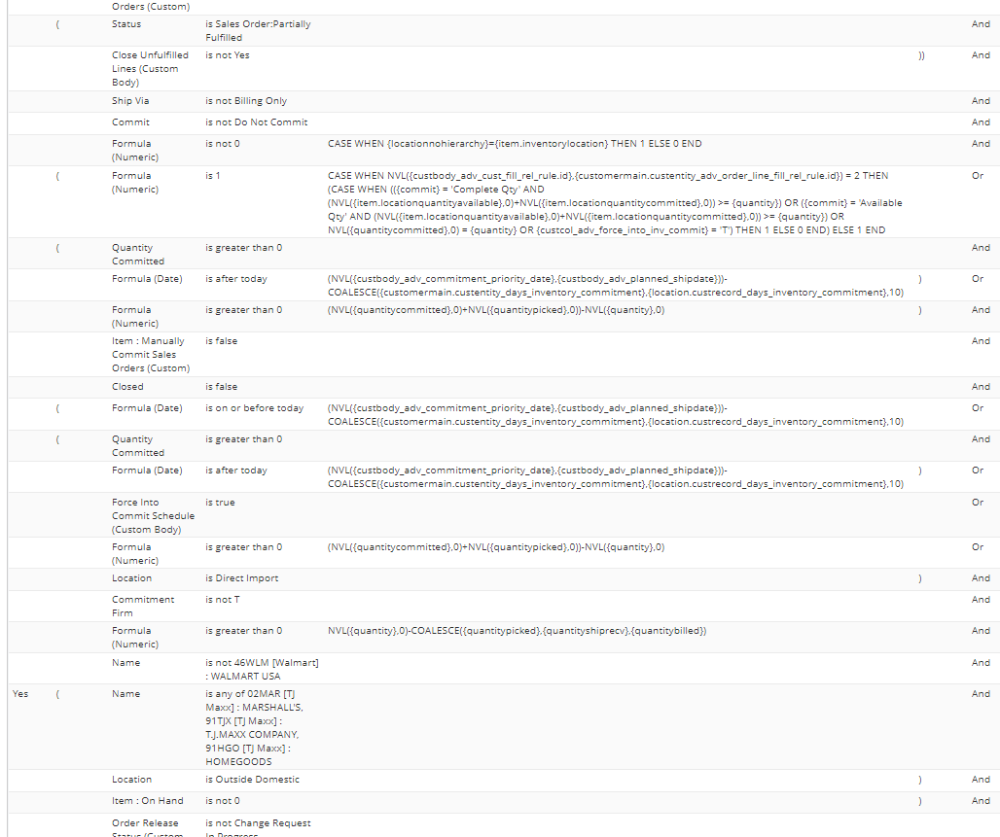 Orders (Custom)
( Status is Sales Order:Partially And
Fulfilled
Close Unfulfilled is not Yes )) And
Lines (Custom
Body)
Ship Via is not Billing Only And
Commit is not Do Not Commit And
Formula is not 0 CASE WHEN {locationnohierarchy}={item.inventorylocation} THEN 1 ELSE 0 END And
(Numeric)
( Formula is 1 CASE WHEN NVL({custbody_adv_cust_fill_rel_rule.id},{customermain.custentity_adv_order_line_fill_rel_rule.id}) = 2 THEN Or
(Numeric) (CASE WHEN (({commit} = 'Complete Qty' AND
(NVL({item.locationquantityavailable},0)+NVL({item.locationquantitycommitted},0)) >= {quantity}) OR ({commit} = 'Available
Qty' AND (NVL({item.locationquantityavailable},0)+NVL({item.locationquantitycommitted},0)) >= {quantity}) OR
NVL({quantitycommitted},0) = {quantity} OR {custcol_adv_force_into_inv_commit} = 'T') THEN 1 ELSE 0 END) ELSE 1 END
( Quantity is greater than 0 And
Committed
Formula (Date) is after today (NVL({custbody_adv_commitment_priority_date},{custbody_adv_planned_shipdate}))- ) Or
COALESCE({customermain.custentity_days_inventory_commitment},{location.custrecord_days_inventory_commitment},10)
Formula is greater than 0 (NVL({quantitycommitted},0)+NVL({quantitypicked},0))-NVL({quantity},0) ) And
(Numeric)
Item : Manually is false And
Commit Sales
Orders (Custom)
Closed is false And
( Formula (Date) is on or before today (NVL({custbody_adv_commitment_priority_date},{custbody_adv_planned_shipdate}))- Or
COALESCE({customermain.custentity_days_inventory_commitment},{location.custrecord_days_inventory_commitment},10)
( Quantity is greater than 0 And
Committed
Formula (Date) is after today (NVL({custbody_adv_commitment_priority_date},{custbody_adv_planned_shipdate}))- ) Or
COALESCE({customermain.custentity_days_inventory_commitment},{location.custrecord_days_inventory_commitment},10)
Force Into is true Or
Commit Schedule
(Custom Body)
Formula is greater than 0 (NVL({quantitycommitted},0)+NVL({quantitypicked},0))-NVL({quantity},0) Or
(Numeric)
Location is Direct Import ) And
Commitment is not T And
Firm
Formula is greater than 0 NVL({quantity},0)-COALESCE({quantitypicked},{quantityshiprecv},{quantitybilled}) And
(Numeric)
Name is not 46WLM [Walmart] And
: WALMART USA
Yes ( Name is any of 02MAR [TJ And
Maxx] : MARSHALL'S,
91TJX [TJ Maxx] :
T.J.MAXX COMPANY,
91HGO [TJ Maxx] :
HOMEGOODS
Location is Outside Domestic ) And
Item : On Hand is not 0 ) And
Order Release is not Change Request And
Status (Custom In Progress